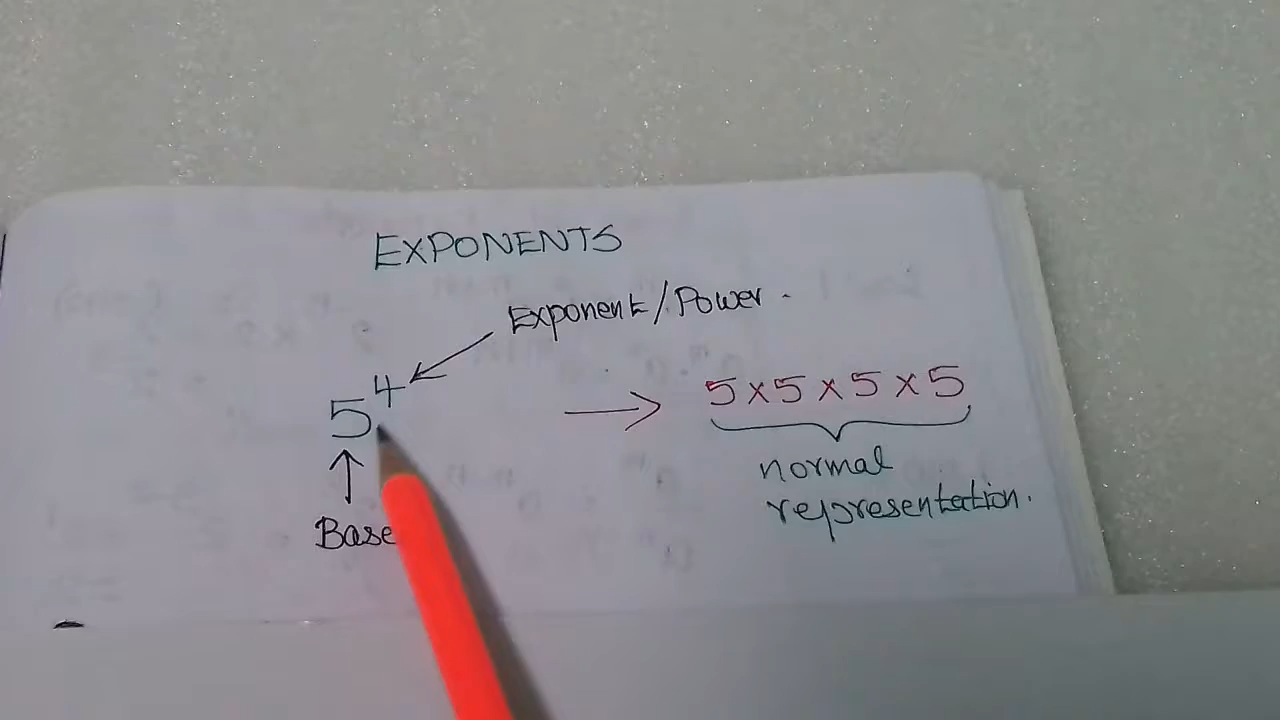 EXPONENTS
Exponent/Power.
5⁴ → 5×5×5×5
normal
representation.
Base